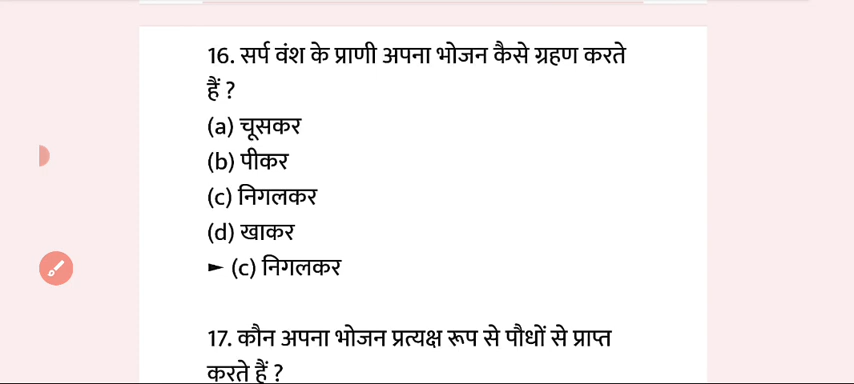 16. सर्प वंश के प्राणी अपना भोजन कैसे ग्रहण करते
हैं ?
(a) चूसकर
(b) पीकर
(c) निगलकर
(d) खाकर
► (c) निगलकर
17. कौन अपना भोजन प्रत्यक्ष रूप से पौधों से प्राप्त
करते हैं ?